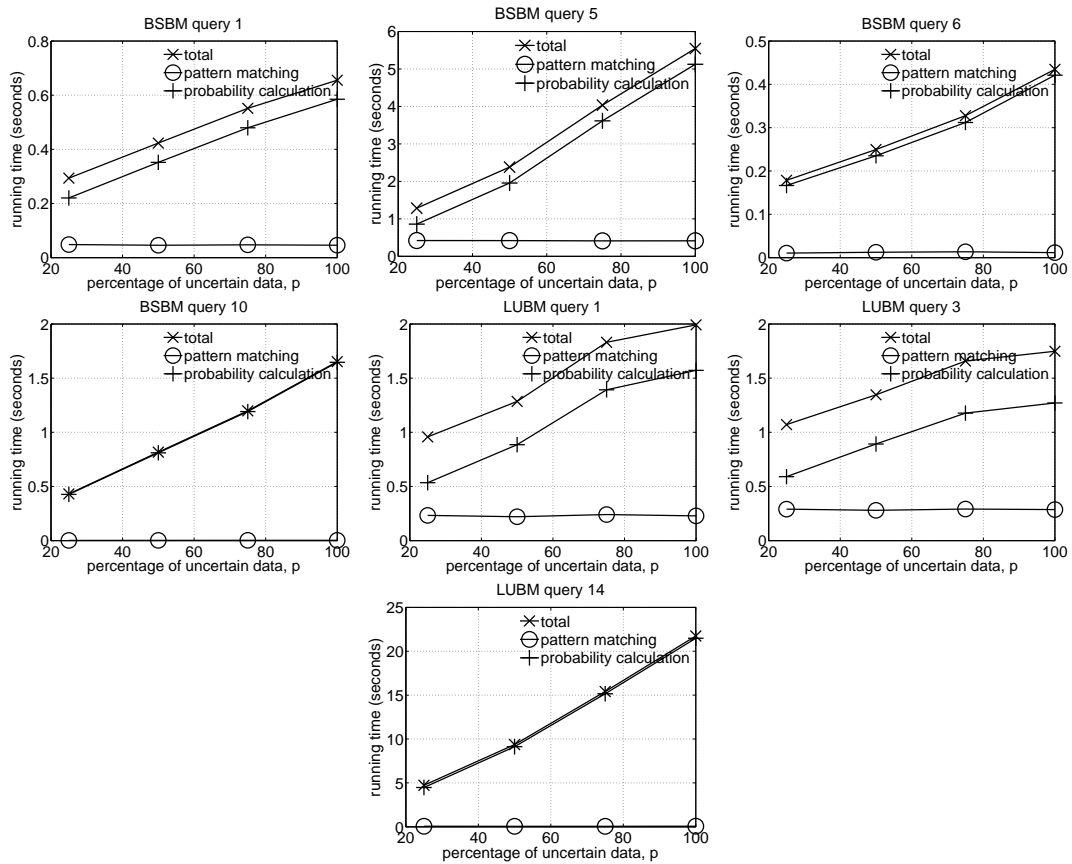 BSBM query 1
0.8
0.6
0.4
0.2
0
20 40 60 80 100
running time (seconds)
percentage of uncertain data, p
total
pattern matching
probability calculation
BSBM query 5
6
5
4
3
2
1
0
20 40 60 80 100
running time (seconds)
percentage of uncertain data, p
total
pattern matching
probability calculation
BSBM query 6
0.5
0.4
0.3
0.2
0.1
0
20 40 60 80 100
running time (seconds)
percentage of uncertain data, p
total
pattern matching
probability calculation
BSBM query 10
2
1.5
1
0.5
0
20 40 60 80 100
running time (seconds)
percentage of uncertain data, p
total
pattern matching
probability calculation
LUBM query 1
2
1.5
1
0.5
0
20 40 60 80 100
running time (seconds)
percentage of uncertain data, p
total
pattern matching
probability calculation
LUBM query 3
2
1.5
1
0.5
0
20 40 60 80 100
running time (seconds)
percentage of uncertain data, p
total
pattern matching
probability calculation
LUBM query 14
25
20
15
10
5
0
20 40 60 80 100
running time (seconds)
percentage of uncertain data, p
total
pattern matching
probability calculation